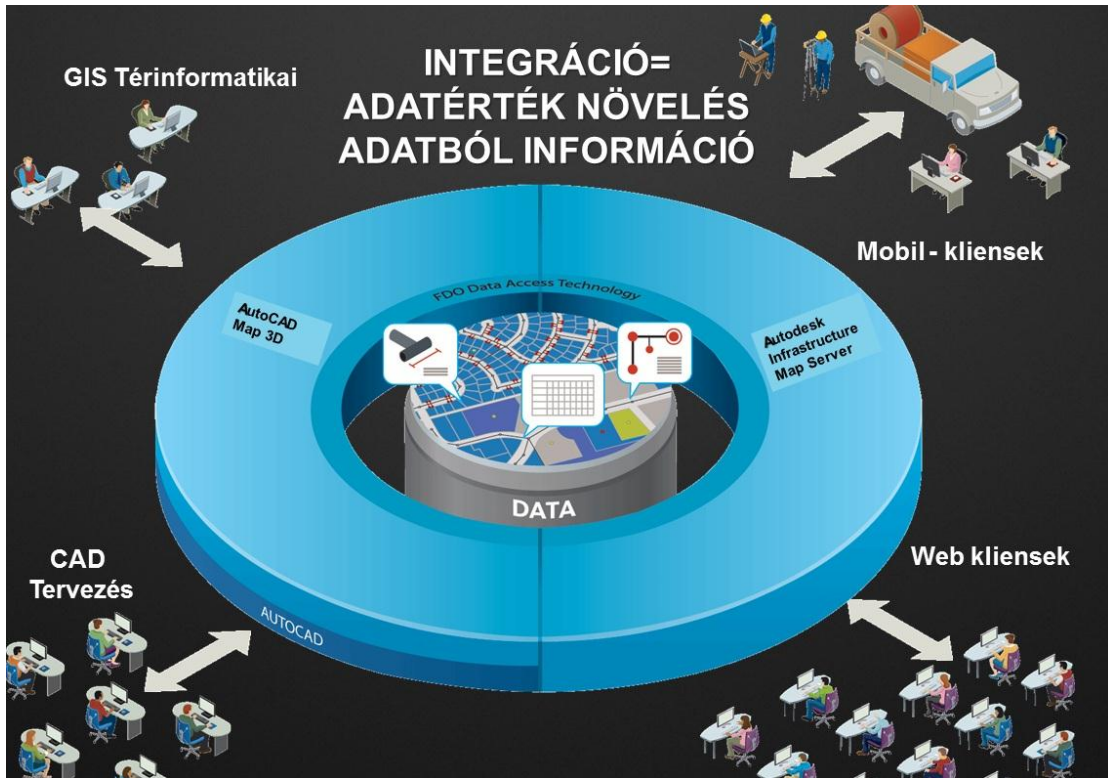 INTEGRÁCIÓ=
ADATÉRTÉK NÖVELÉS
ADATBÓL INFORMÁCIÓ
GIS Térinformatikai
Mobil - kliensek
FDO Data Access Technology
AutoCAD
Map 3D
Autodesk
Infrastructure
Map Server
DATA
CAD
Tervezés
Web kliensek
AUTOCAD